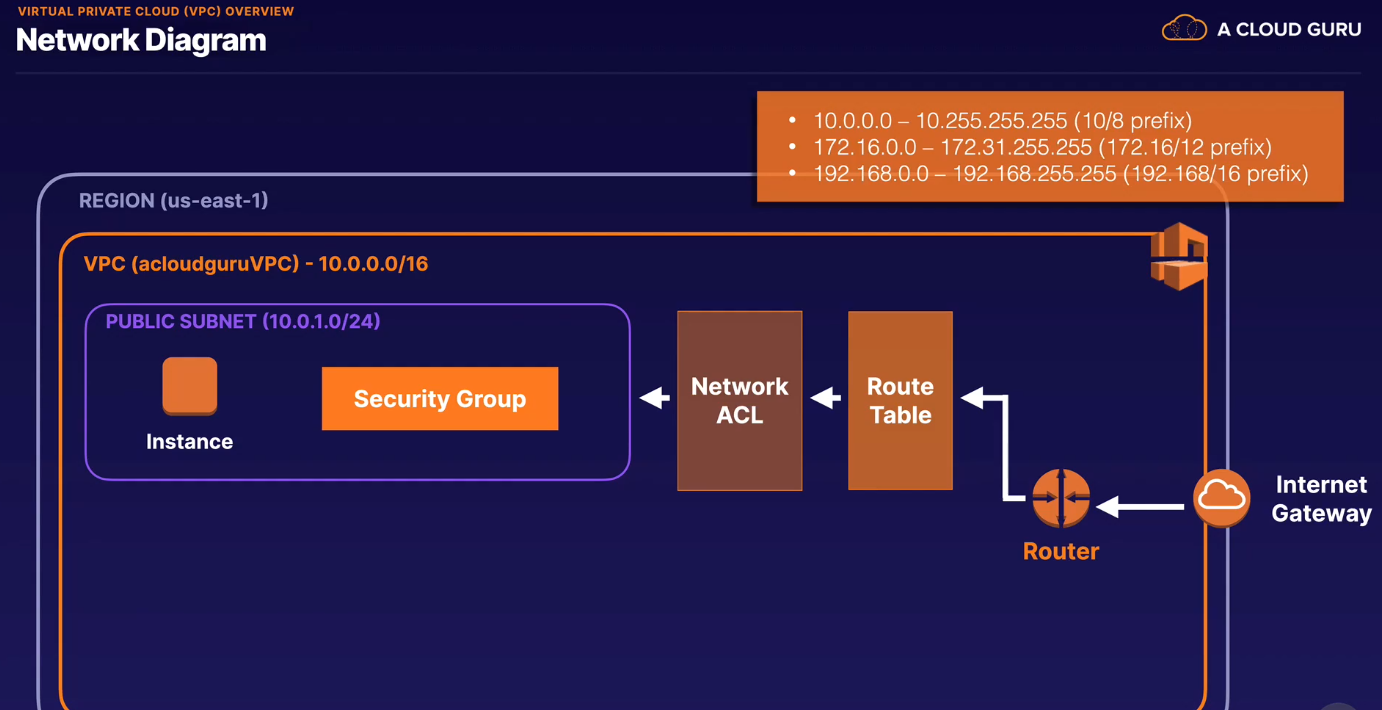 VIRTUAL PRIVATE CLOUD (VPC) OVERVIEW
Network Diagram
A CLOUD GURU
• 10.0.0.0 – 10.255.255.255 (10/8 prefix)
• 172.16.0.0 – 172.31.255.255 (172.16/12 prefix)
• 192.168.0.0 – 192.168.255.255 (192.168/16 prefix)
REGION (us-east-1)
VPC (acloudguruVPC) - 10.0.0.0/16
PUBLIC SUBNET (10.0.1.0/24)
Instance
Security Group
Network
ACL
Route
Table
Router
Internet
Gateway